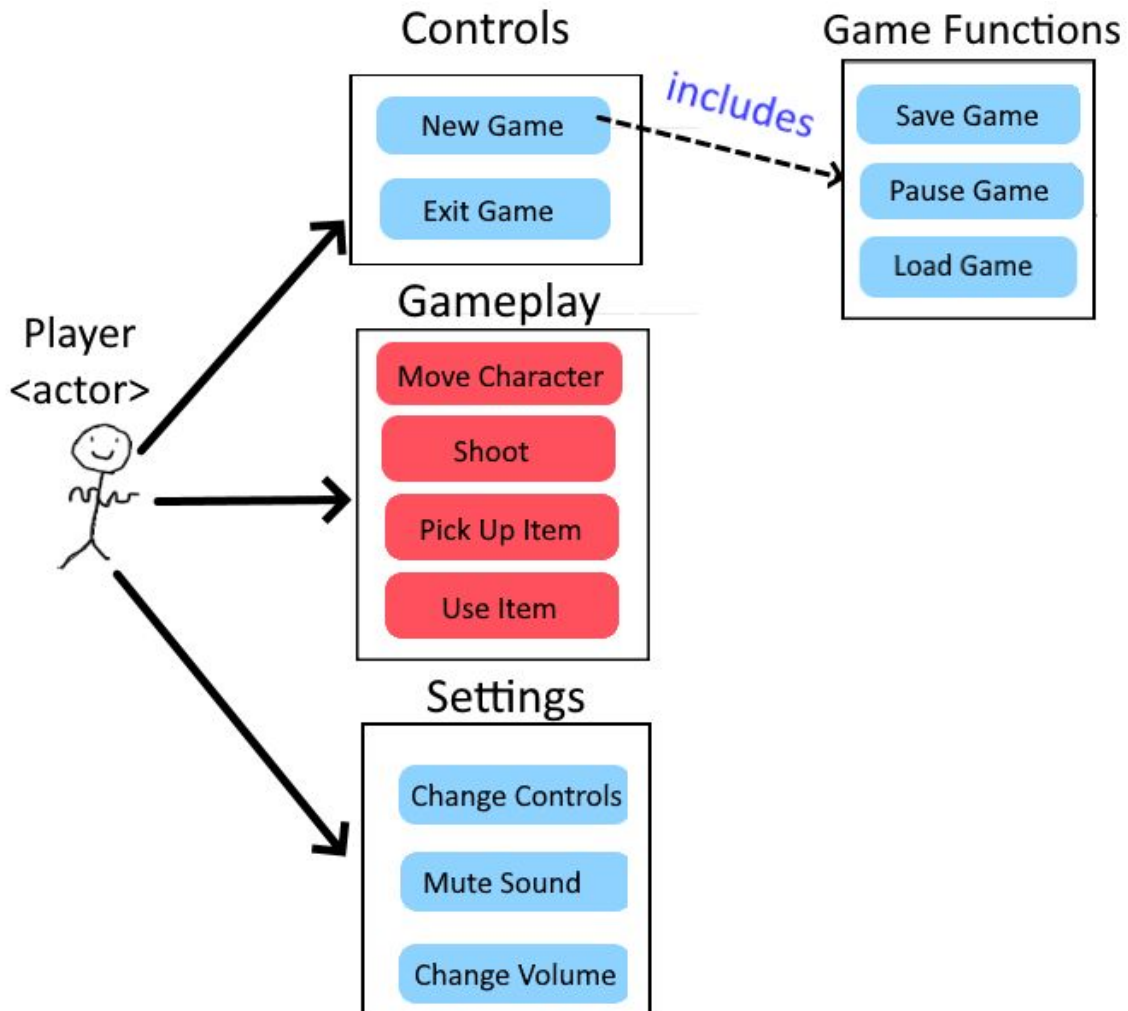 Controls
New Game
Exit Game
includes
Game Functions
Save Game
Pause Game
Load Game
Player
<actor>
Gameplay
Move Character
Shoot
Pick Up Item
Use Item
Settings
Change Controls
Mute Sound
Change Volume